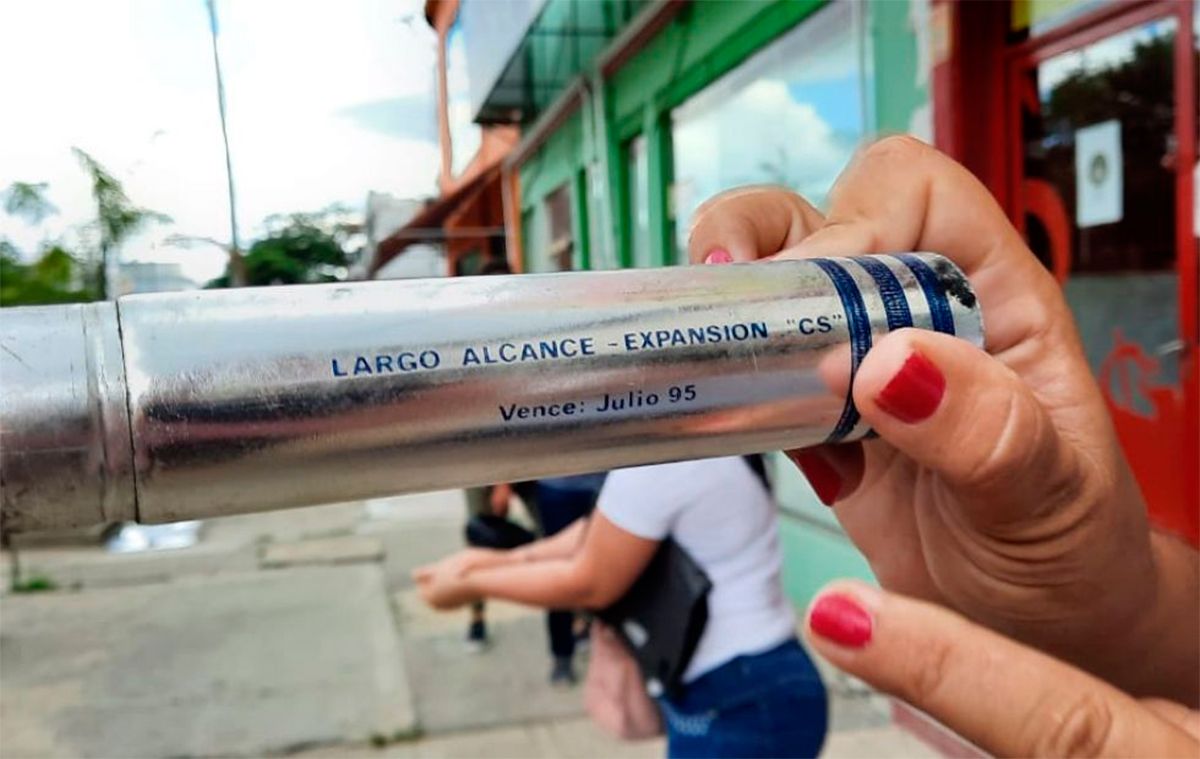 LARGO ALCANCE - EXPANSION "CS"
Vence: Julio 95